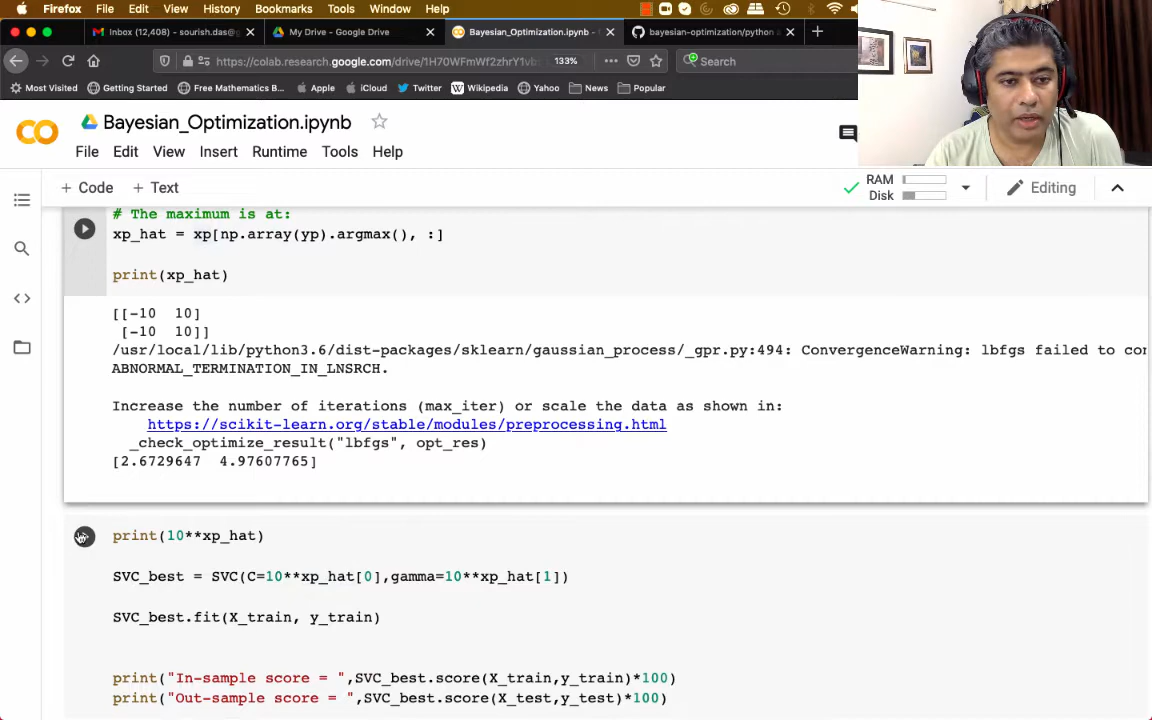 Firefox File Edit View History Bookmarks Tools Window Help
Inbox (12,408) - sourish.das@
My Drive - Google Drive
Bayesian_Optimization.ipynb -
bayesian-optimization/python a
https://colab.research.google.com/drive/1H70WFmWf2zhrY1vb
133%
Search
Most Visited Getting Started Free Mathematics B... Apple iCloud Twitter Wikipedia Yahoo News Popular
Bayesian_Optimization.ipynb
File Edit View Insert Runtime Tools Help
+ Code + Text
RAM
Disk
Editing
# The maximum is at:
xp_hat = xp[np.array(yp).argmax(), :]
print(xp_hat)
[[-10 10]
[-10 10]]
/usr/local/lib/python3.6/dist-packages/sklearn/gaussian_process/_gpr.py:494: ConvergenceWarning: lbfgs failed to con
ABNORMAL_TERMINATION_IN_LNSRCH.
Increase the number of iterations (max_iter) or scale the data as shown in:
https://scikit-learn.org/stable/modules/preprocessing.html
_check_optimize_result("lbfgs", opt_res)
[2.6729647 4.97607765]
print(10**xp_hat)
SVC_best = SVC(C=10**xp_hat[0],gamma=10**xp_hat[1])
SVC_best.fit(X_train, y_train)
print("In-sample score = ",SVC_best.score(X_train,y_train)*100)
print("Out-sample score = ",SVC_best.score(X_test,y_test)*100)